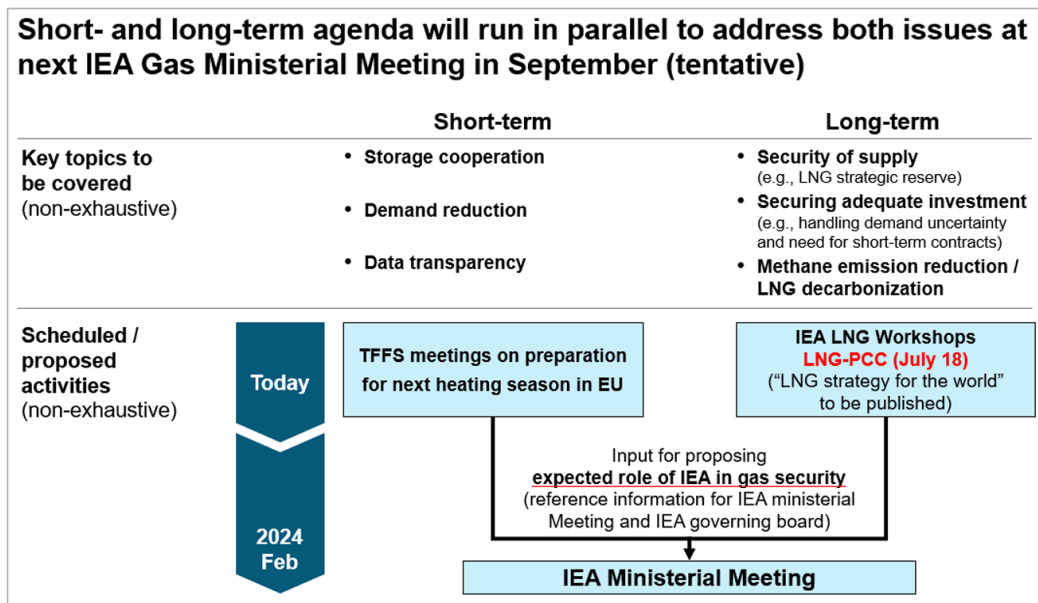 Short- and long-term agenda will run in parallel to address both issues at
next IEA Gas Ministerial Meeting in September (tentative)
Short-term
Long-term
Key topics to
be covered
(non-exhaustive)
• Storage cooperation
• Demand reduction
• Data transparency
• Security of supply
(e.g., LNG strategic reserve)
• Securing adequate investment
(e.g., handling demand uncertainty
and need for short-term contracts)
• Methane emission reduction /
LNG decarbonization
Scheduled /
proposed
activities
(non-exhaustive)
Today
TFFS meetings on preparation
for next heating season in EU
IEA LNG Workshops
LNG-PCC (July 18)
(“LNG strategy for the world”
to be published)
Input for proposing
expected role of IEA in gas security
(reference information for IEA ministerial
Meeting and IEA governing board)
2024
Feb
IEA Ministerial Meeting